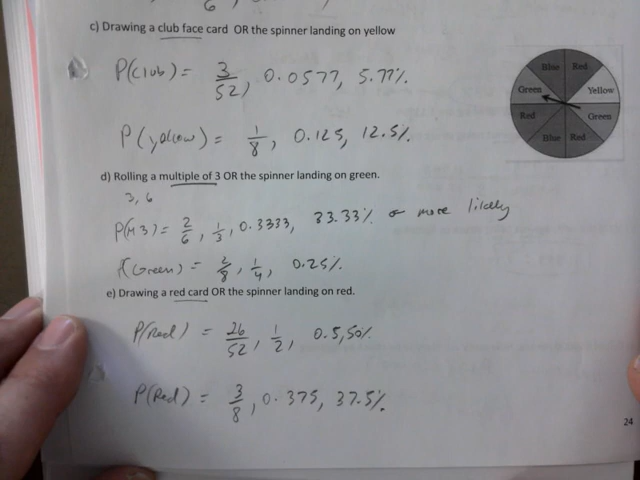 c) Drawing a club face card OR the spinner landing on yellow
P(club) = 3/52, 0.0577, 5.77%
P(yellow) = 1/8, 0.125, 12.5%
Blue Red
Green Yellow
Red Green
Blue Red
d) Rolling a multiple of 3 OR the spinner landing on green.
3, 6
P(M3) = 2/6, 1/3, 0.3333, 33.33% more likely
P(Green) = 2/8, 1/4, 0.25%.
e) Drawing a red card OR the spinner landing on red.
P(Red) = 26/52, 1/2, 0.5, 50%
P(Red) = 3/8, 0.375, 37.5%
24